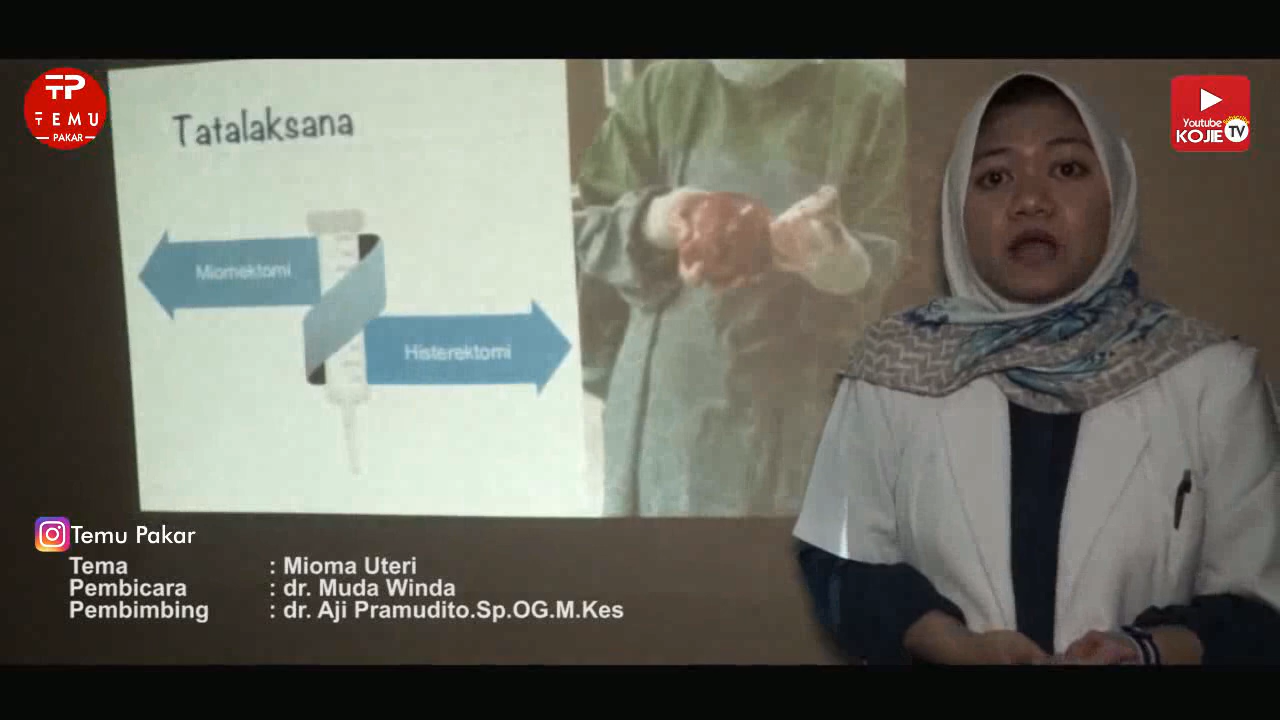 TP
TEMU
PAKAR
Tatalaksana
Miomektomi
Histerektomi
Youtube
KOJIE TV
Temu Pakar
Tema : Mioma Uteri
Pembicara : dr. Muda Winda
Pembimbing : dr. Aji Pramudito.Sp.OG.M.Kes